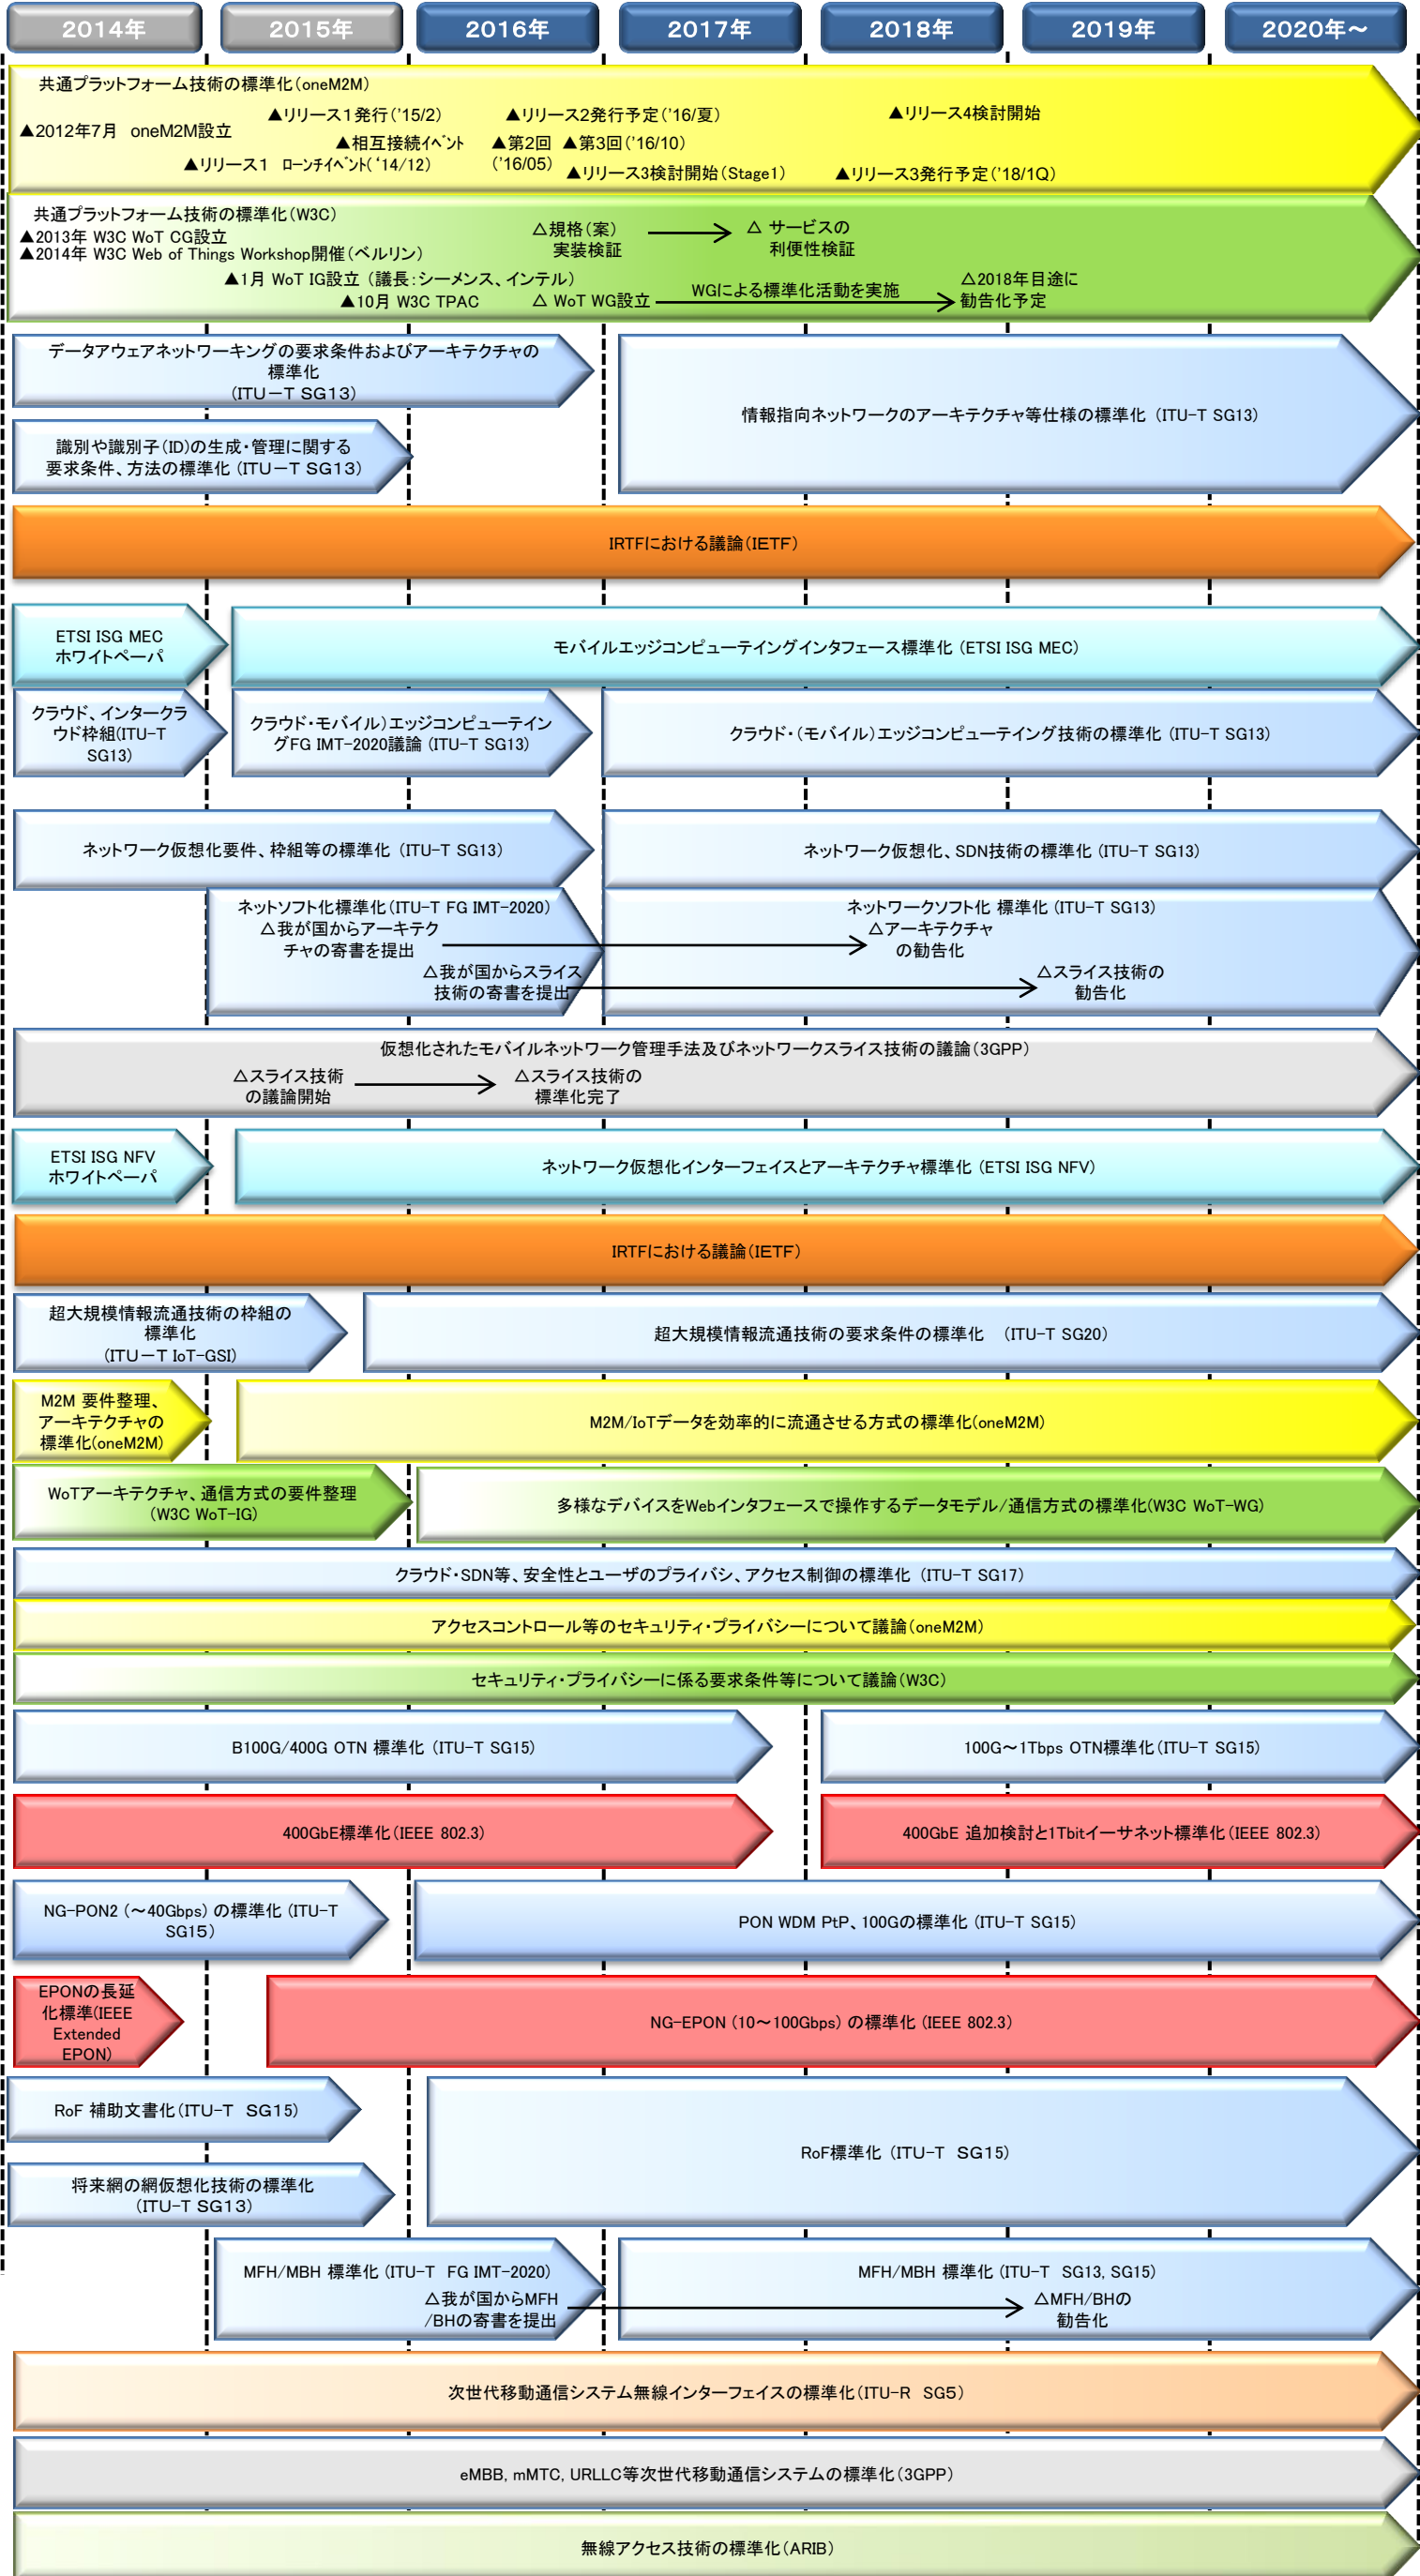 2014年
2015年
2016年
2017年
2018年
2019年
2020年～
共通プラットフォーム技術の標準化(oneM2M)
▲2012年7月　oneM2M設立
▲リリース1発行('15/2)
▲リリース2発行予定('16/夏)
▲リリース4検討開始
▲相互接続ｲﾍﾞﾝﾄ
▲第2回
('16/05)
▲第3回('16/10)
▲リリース1　ﾛｰﾝﾁｲﾍﾞﾝﾄ('14/12)
▲リリース3検討開始(Stage1)
▲リリース3発行予定('18/1Q)
共通プラットフォーム技術の標準化(W3C)
▲2013年 W3C WoT CG設立
▲2014年 W3C Web of Things Workshop開催(ベルリン)
△規格(案)
実装検証
△ サービスの
利便性検証
▲1月 WoT IG設立 (議長:シーメンス、インテル)
▲10月 W3C TPAC
△ WoT WG設立
WGによる標準化活動を実施
△2018年目途に
勧告化予定
データアウェアネットワーキングの要求条件およびアーキテクチャの
標準化
(ITU－T SG13)
情報指向ネットワークのアーキテクチャ等仕様の標準化 (ITU-T SG13)
識別や識別子(ID)の生成・管理に関する
要求条件、方法の標準化 (ITU－T SG13)
IRTFにおける議論(IETF)
ETSI ISG MEC
ホワイトペーパ
モバイルエッジコンピューテイングインタフェース標準化 (ETSI ISG MEC)
クラウド、インタークラ
ウド枠組(ITU-T
SG13)
クラウド・モバイル)エッジコンピューテイン
グFG IMT-2020議論 (ITU-T SG13)
クラウド・(モバイル)エッジコンピューテイング技術の標準化 (ITU-T SG13)
ネットワーク仮想化要件、枠組等の標準化 (ITU-T SG13)
ネットワーク仮想化、SDN技術の標準化 (ITU-T SG13)
ネットソフト化標準化(ITU-T FG IMT-2020)
△我が国からアーキテク
チャの寄書を提出
△我が国からスライス
技術の寄書を提出
ネットワークソフト化 標準化 (ITU-T SG13)
△アーキテクチャ
の勧告化
△スライス技術の
勧告化
仮想化されたモバイルネットワーク管理手法及びネットワークスライス技術の議論(3GPP)
△スライス技術
の議論開始
△スライス技術の
標準化完了
ETSI ISG NFV
ホワイトペーパ
ネットワーク仮想化インターフェイスとアーキテクチャ標準化 (ETSI ISG NFV)
IRTFにおける議論(IETF)
超大規模情報流通技術の枠組の
標準化
(ITU－T IoT-GSI)
超大規模情報流通技術の要求条件の標準化　(ITU-T SG20)
M2M 要件整理、
アーキテクチャの
標準化(oneM2M)
M2M/IoTデータを効率的に流通させる方式の標準化(oneM2M)
WoTアーキテクチャ、通信方式の要件整理
(W3C WoT-IG)
多様なデバイスをWebインタフェースで操作するデータモデル/通信方式の標準化(W3C WoT-WG)
クラウド・SDN等、安全性とユーザのプライバシ、アクセス制御の標準化 (ITU-T SG17)
アクセスコントロール等のセキュリティ・プライバシーについて議論(oneM2M)
セキュリティ・プライバシーに係る要求条件等について議論(W3C)
B100G/400G OTN 標準化 (ITU-T SG15)
100G～1Tbps OTN標準化(ITU-T SG15)
400GbE標準化(IEEE 802.3)
400GbE 追加検討と1Tbitイーサネット標準化(IEEE 802.3)
NG-PON2 (～40Gbps) の標準化 (ITU-T
SG15)
PON WDM PtP、100Gの標準化 (ITU-T SG15)
EPONの長延
化標準(IEEE
Extended
EPON)
NG-EPON (10～100Gbps) の標準化 (IEEE 802.3)
RoF 補助文書化(ITU-T　SG15)
RoF標準化 (ITU-T　SG15)
将来網の網仮想化技術の標準化
(ITU-T SG13)
MFH/MBH 標準化 (ITU-T　FG IMT-2020)
△我が国からMFH
/BHの寄書を提出
MFH/MBH 標準化 (ITU-T　SG13, SG15)
△MFH/BHの
勧告化
次世代移動通信システム無線インターフェイスの標準化(ITU-R　SG5)
eMBB, mMTC, URLLC等次世代移動通信システムの標準化(3GPP)
無線アクセス技術の標準化(ARIB)